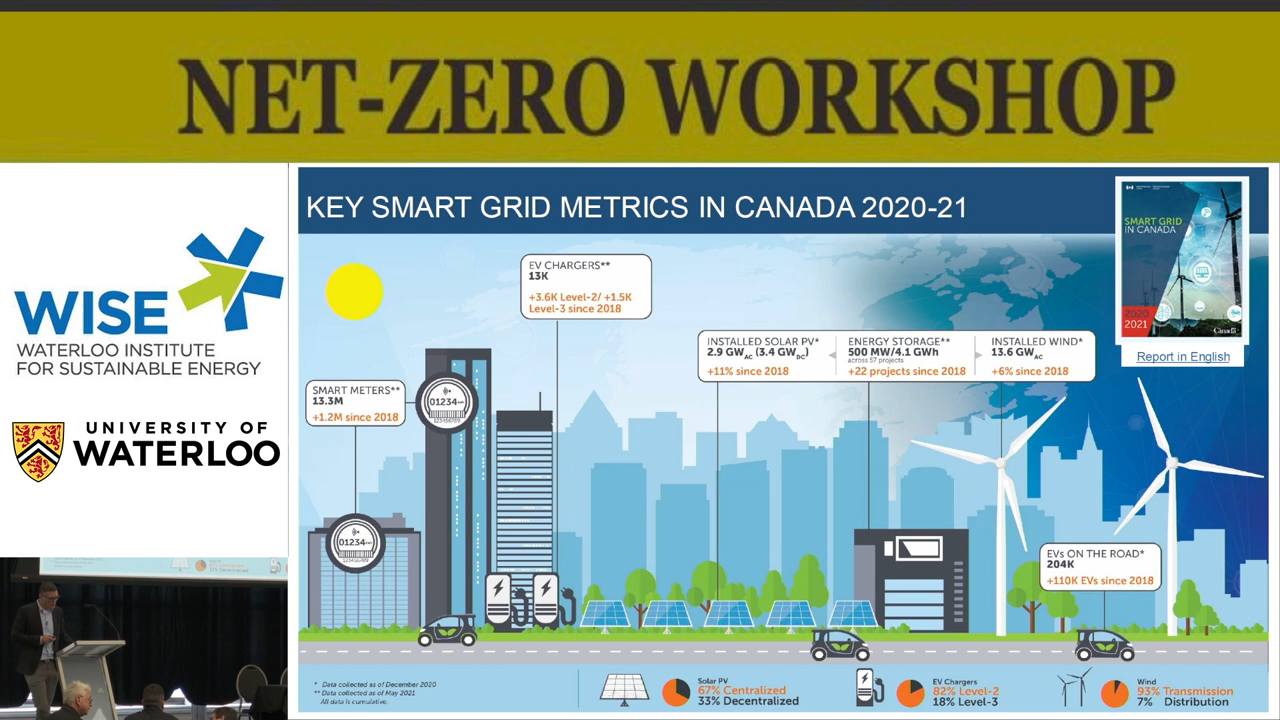 NET-ZERO WORKSHOP
WISE
WATERLOO INSTITUTE
FOR SUSTAINABLE ENERGY
UNIVERSITY OF
WATERLOO
KEY SMART GRID METRICS IN CANADA 2020-21
SMART GRID
IN CANADA
2020
2021
Canada
Report in English
EV CHARGERS**
13K
+3.6K Level-2/ +1.5K
Level-3 since 2018
INSTALLED SOLAR PV*
2.9 GWAC (3.4 GWDC)
+11% since 2018
ENERGY STORAGE**
500 MW/4.1 GWh
across 57 projects
+22 projects since 2018
INSTALLED WIND*
13.6 GWAC
+6% since 2018
SMART METERS**
13.3M
+1.2M since 2018
01234
123456789
01234
123456789
EVs ON THE ROAD*
204K
+110K EVs since 2018
* Data collected as of December 2020
** Data collected as of May 2021
All data is cumulative.
Solar PV
67% Centralized
33% Decentralized
EV Chargers
82% Level-2
18% Level-3
Wind
93% Transmission
7% Distribution